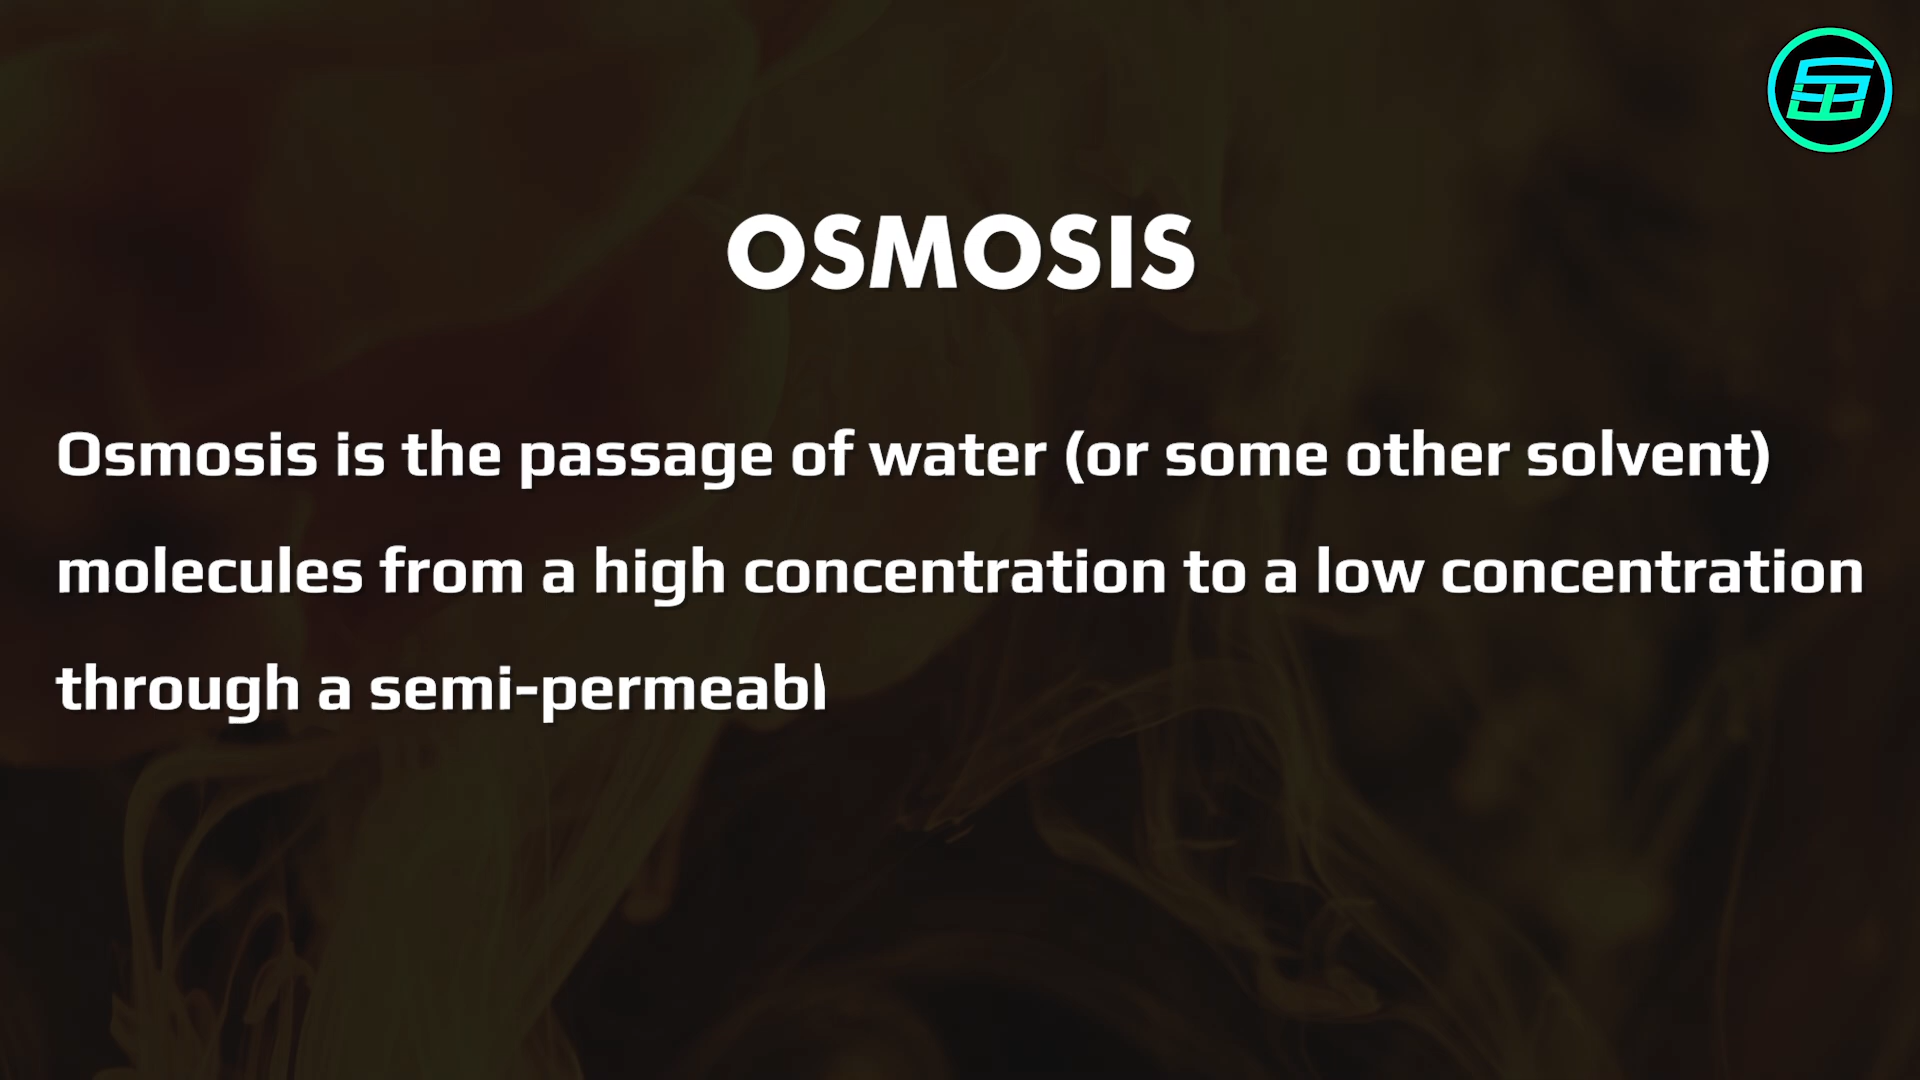 OSMOSIS
Osmosis is the passage of water (or some other solvent)
molecules from a high concentration to a low concentration
through a semi-permeabl